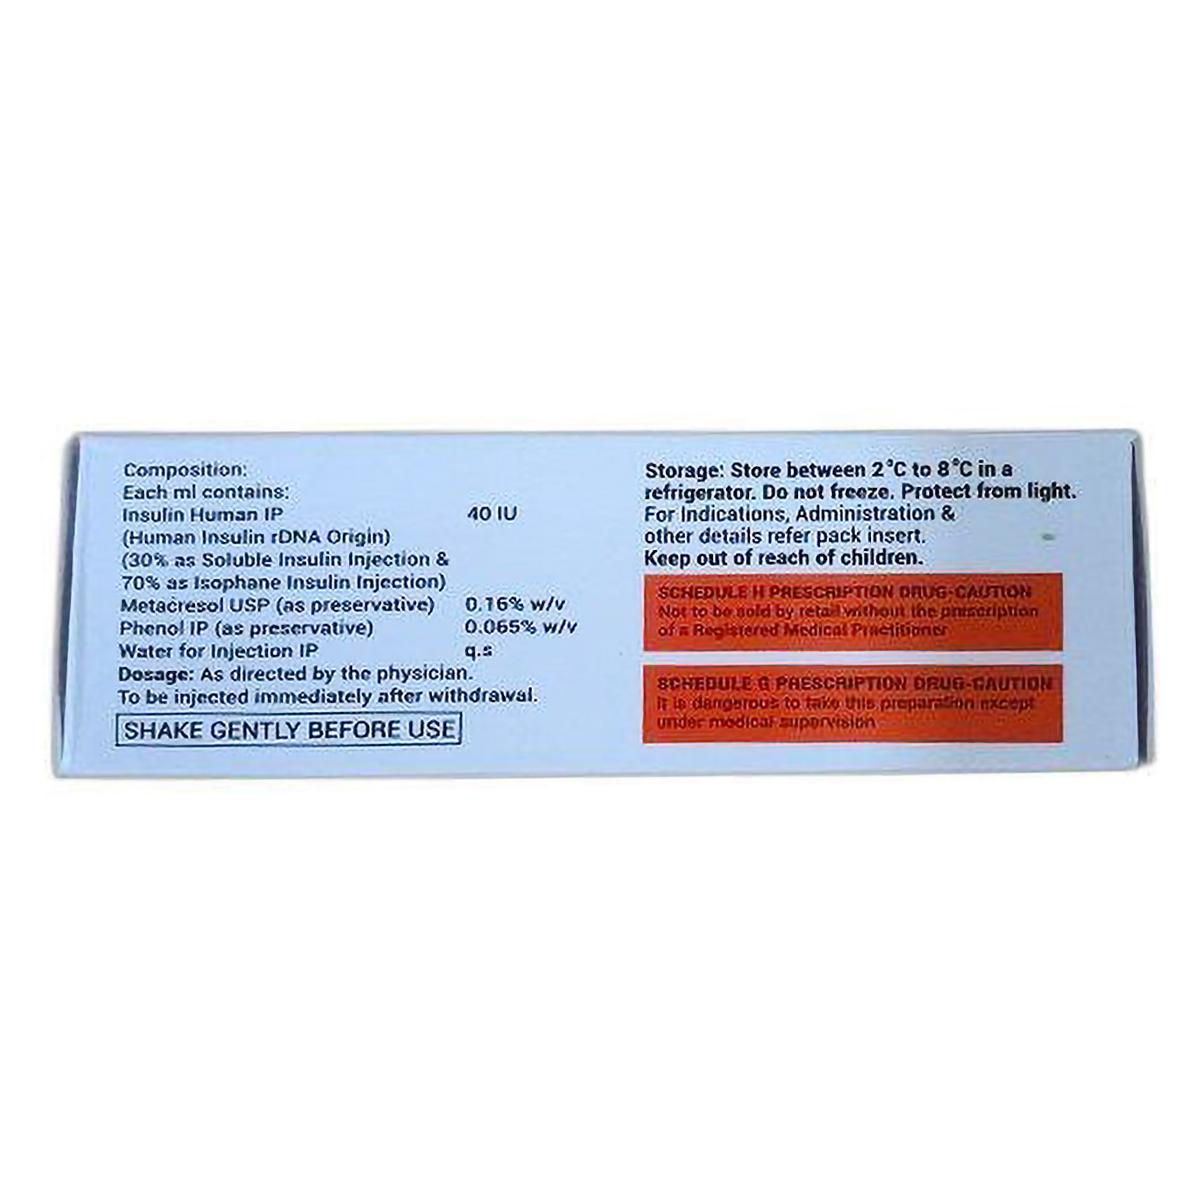 Composition:
Each ml contains:
Insulin Human IP 40 IU
(Human Insulin rDNA Origin)
(30% as Soluble Insulin Injection &
70% as Isophane Insulin Injection)
Metacresol USP (as preservative) 0.16% w/v
Phenol IP (as preservative) 0.065% w/v
Water for Injection IP q.s
Dosage: As directed by the physician.
To be injected immediately after withdrawal.
SHAKE GENTLY BEFORE USE
Storage: Store between 2°C to 8°C in a
refrigerator. Do not freeze. Protect from light.
For Indications, Administration &
other details refer pack insert.
Keep out of reach of children.
SCHEDULE H PRESCRIPTION DRUG-CAUTION
Not to be sold by retail without the prescription
of a Registered Medical Practitioner
SCHEDULE G PRESCRIPTION DRUG-CAUTION
It is dangerous to take this preparation except
under medical supervision